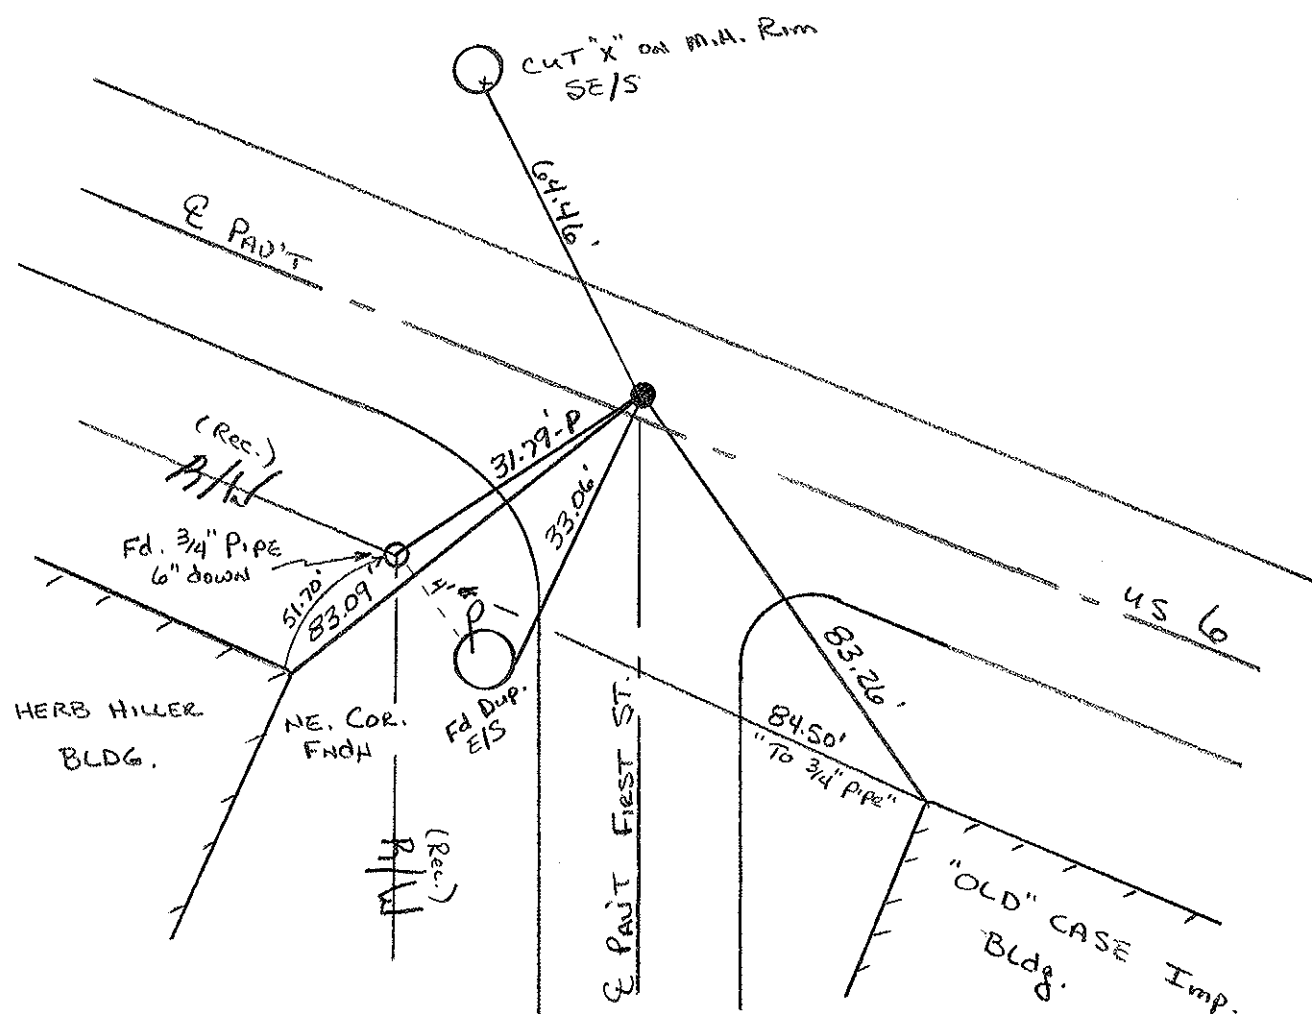 CUT "X" ON M.H. RIM
SE/S
64.46'
℄ PAV'T
(REC.)
R/W
31.79'-P
33.06'
Fd. 3/4" PIPE
6" DOWN
51.70'
83.09'
US 6
83.26'
HERB HILLER
BLDG.
NE. COR.
FNDN
Fd Dup.
E/S
84.50'
"To 3/4" PIPE"
℄ PAV'T FIRST ST.
(REC.)
R/W
"OLD" CASE Imp.
Bldg.